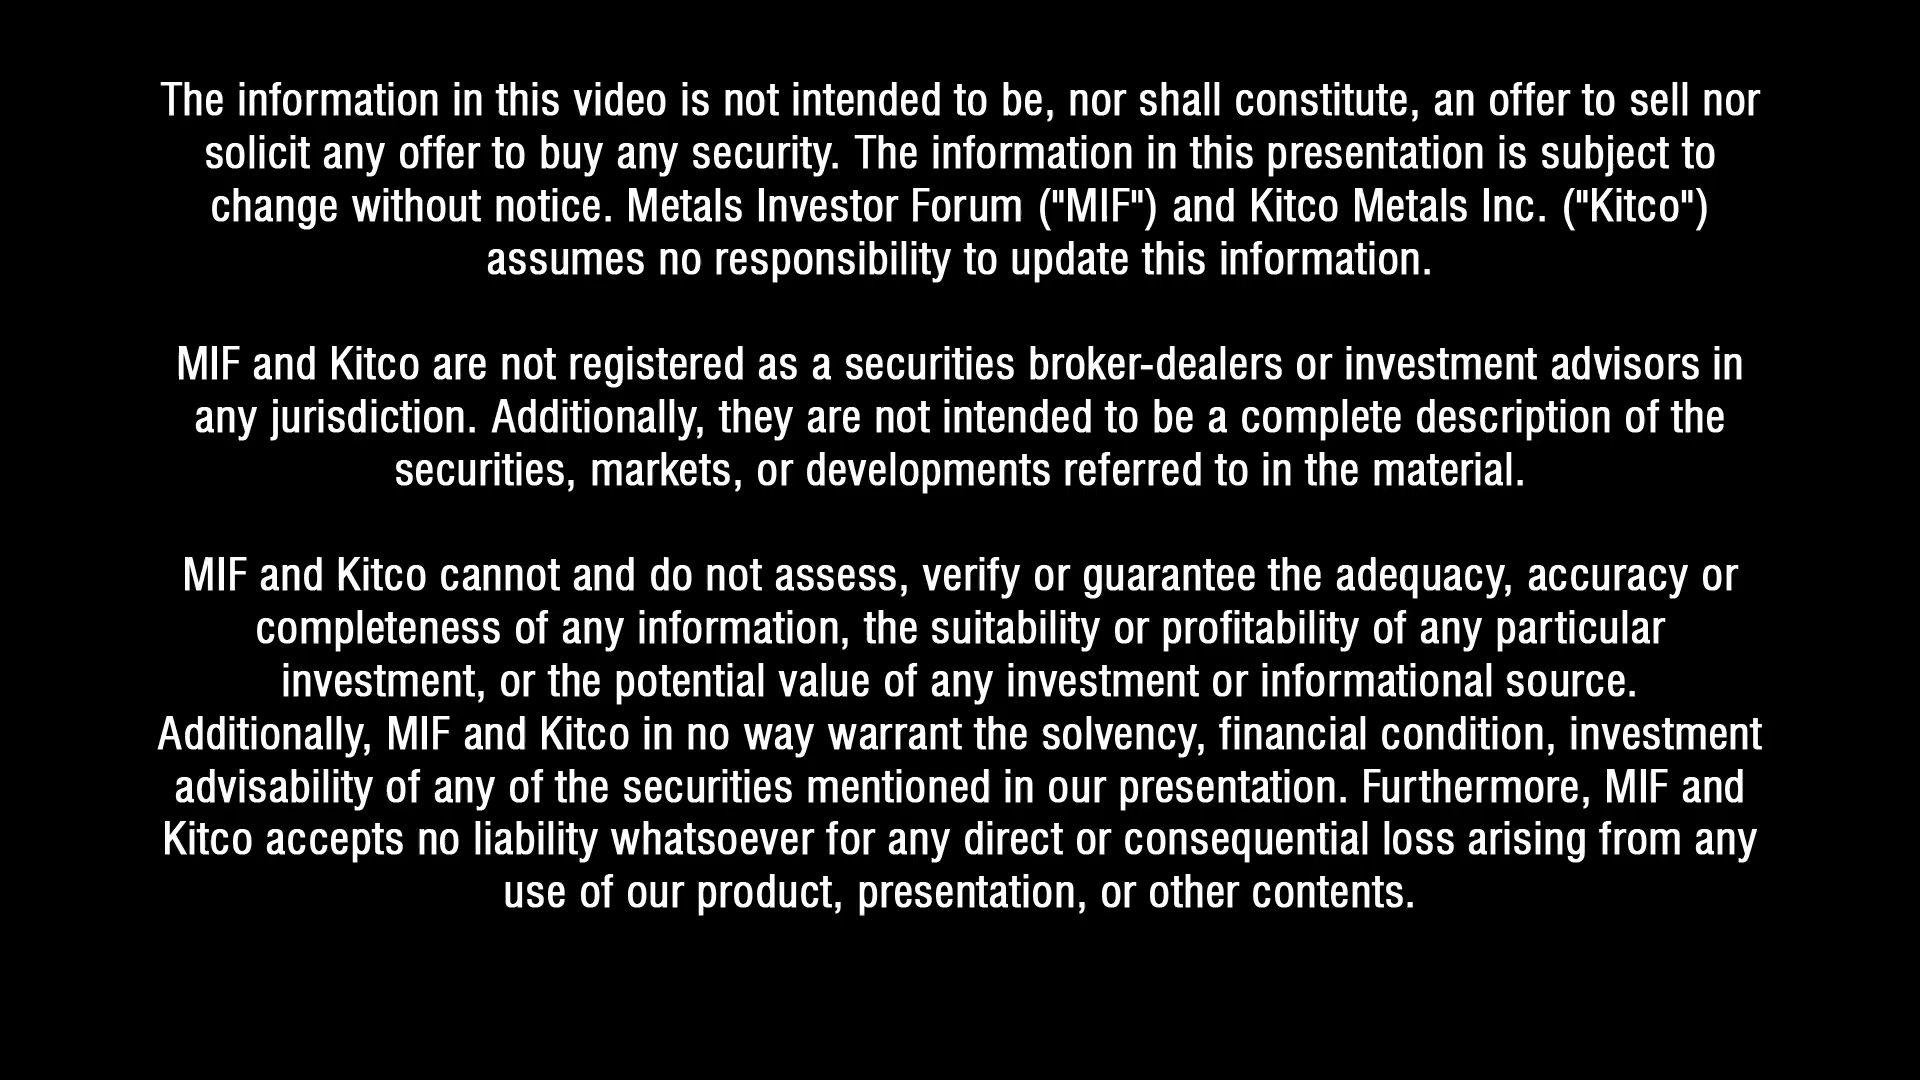 The information in this video is not intended to be, nor shall constitute, an offer to sell nor
solicit any offer to buy any security. The information in this presentation is subject to
change without notice. Metals Investor Forum ("MIF") and Kitco Metals Inc. ("Kitco")
assumes no responsibility to update this information.
MIF and Kitco are not registered as a securities broker-dealers or investment advisors in
any jurisdiction. Additionally, they are not intended to be a complete description of the
securities, markets, or developments referred to in the material.
MIF and Kitco cannot and do not assess, verify or guarantee the adequacy, accuracy or
completeness of any information, the suitability or profitability of any particular
investment, or the potential value of any investment or informational source.
Additionally, MIF and Kitco in no way warrant the solvency, financial condition, investment
advisability of any of the securities mentioned in our presentation. Furthermore, MIF and
Kitco accepts no liability whatsoever for any direct or consequential loss arising from any
use of our product, presentation, or other contents.